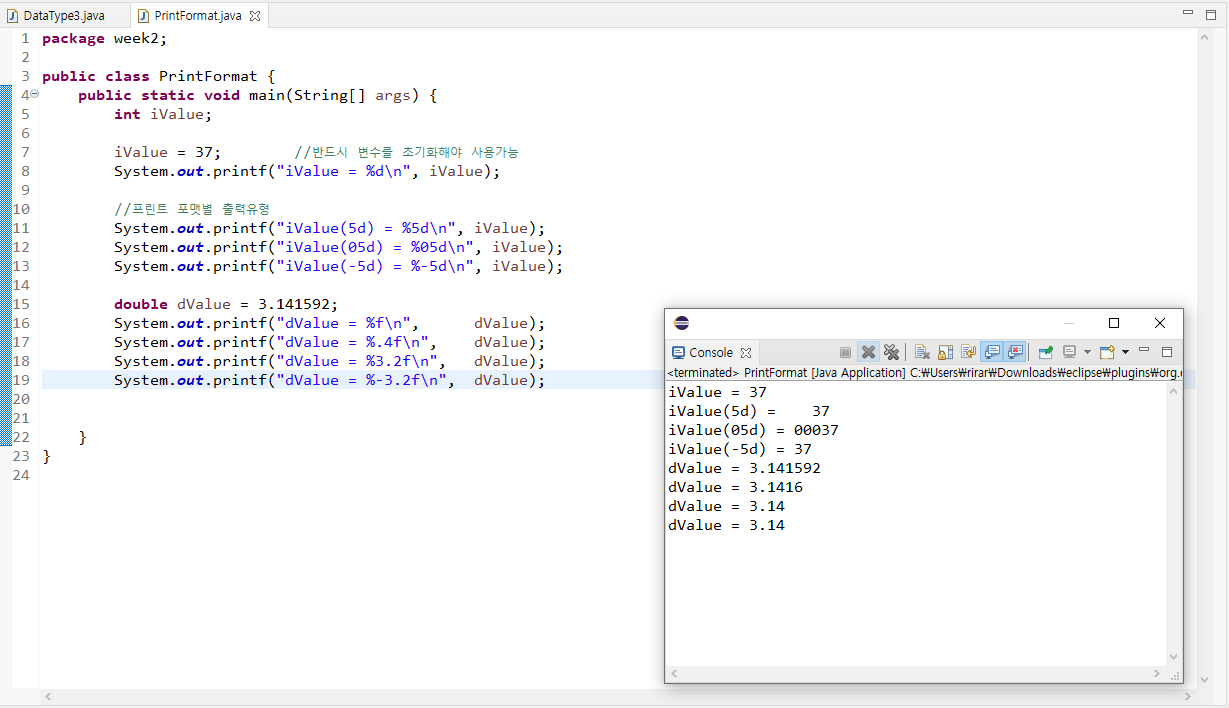 DataType3.java
PrintFormat.java
1 package week2;
2
3 public class PrintFormat {
4 public static void main(String[] args) {
5 int iValue;
6
7 iValue = 37; //반드시 변수를 초기화해야 사용가능
8 System.out.printf("iValue = %d\n", iValue);
9
10 //프린트 포맷별 출력유형
11 System.out.printf("iValue(5d) = %5d\n", iValue);
12 System.out.printf("iValue(05d) = %05d\n", iValue);
13 System.out.printf("iValue(-5d) = %-5d\n", iValue);
14
15 double dValue = 3.141592;
16 System.out.printf("dValue = %f\n", dValue);
17 System.out.printf("dValue = %.4f\n", dValue);
18 System.out.printf("dValue = %3.2f\n", dValue);
19 System.out.printf("dValue = %-3.2f\n", dValue);
20
21
22 }
23 }
24
Console
<terminated> PrintFormat [Java Application] C:₩Users₩rirar₩Downloads₩eclipse₩plugins₩org.e
iValue = 37
iValue(5d) =    37
iValue(05d) = 00037
iValue(-5d) = 37
dValue = 3.141592
dValue = 3.1416
dValue = 3.14
dValue = 3.14